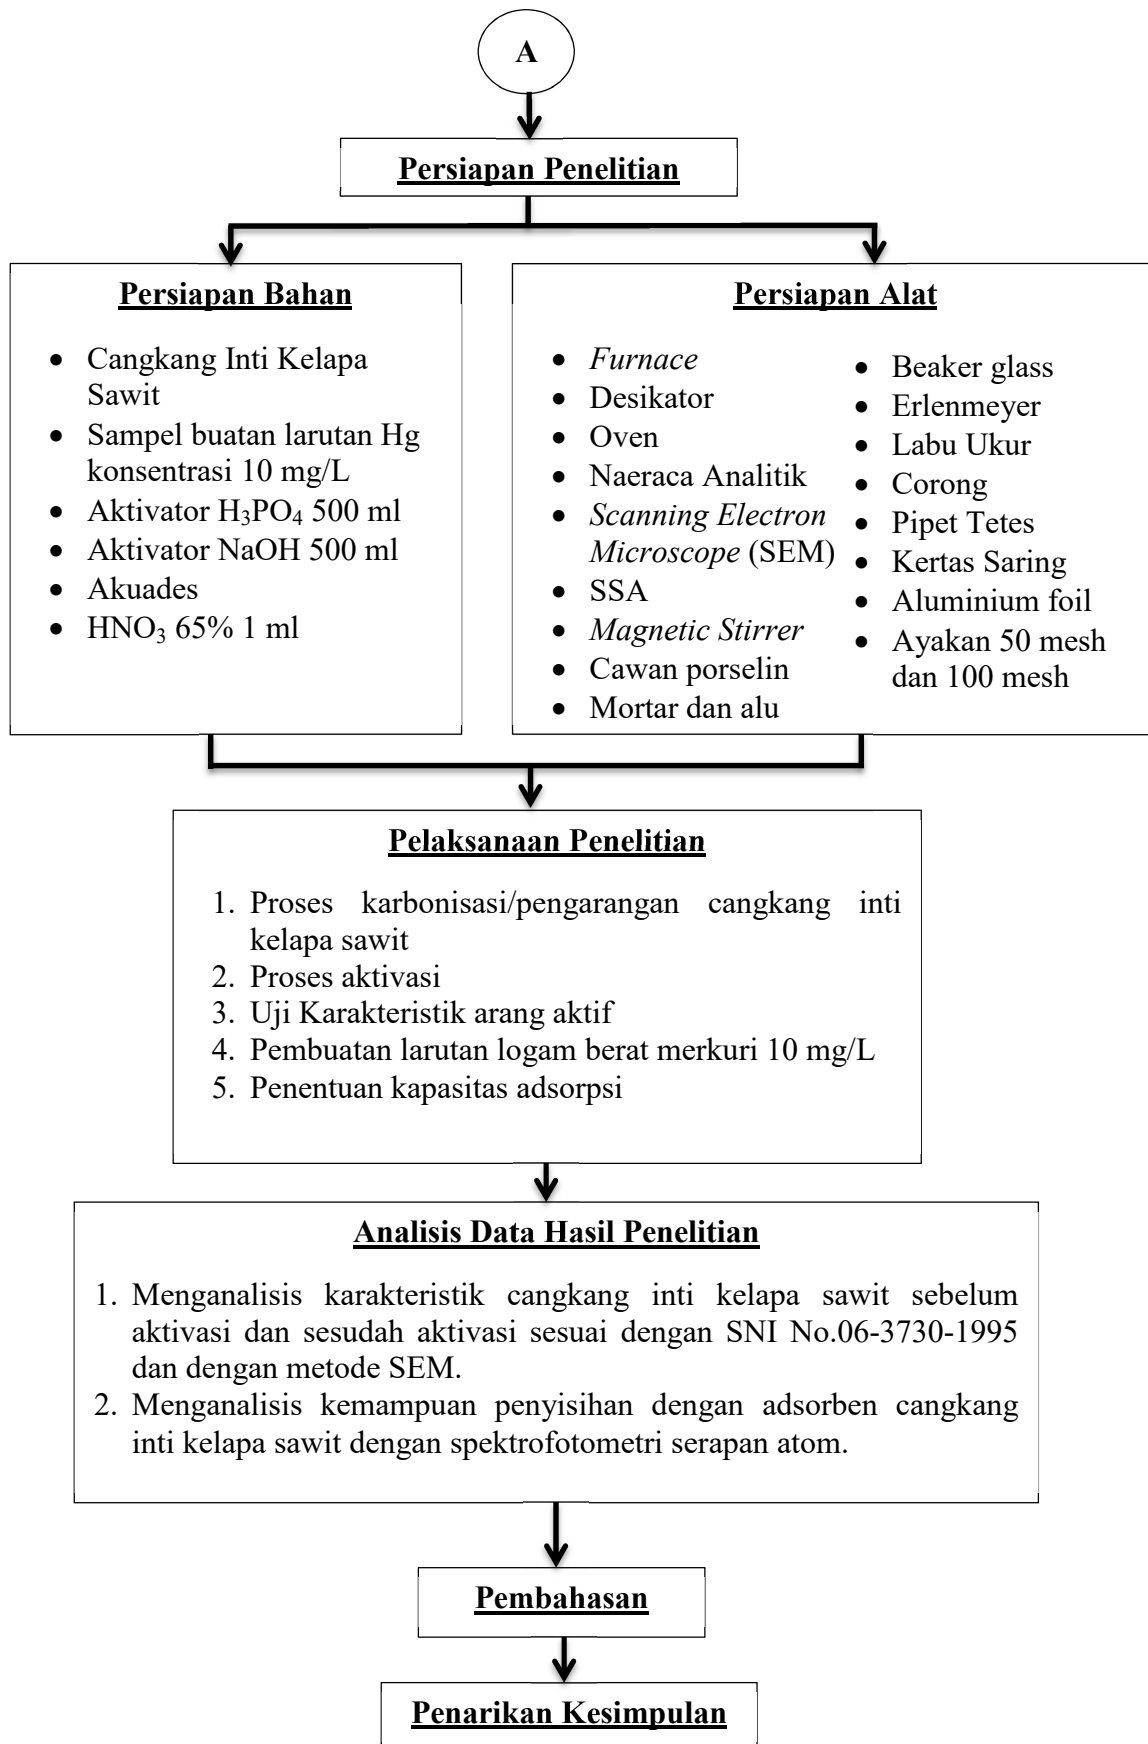 A
Persiapan Penelitian
Persiapan Bahan
• Cangkang Inti Kelapa
Sawit
• Sampel buatan larutan Hg
konsentrasi 10 mg/L
• Aktivator H₃PO₄ 500 ml
• Aktivator NaOH 500 ml
• Akuades
• HNO₃ 65% 1 ml
Persiapan Alat
• Furnace
• Desikator
• Oven
• Naeraca Analitik
• Scanning Electron
Microscope (SEM)
• SSA
• Magnetic Stirrer
• Cawan porselin
• Mortar dan alu
• Beaker glass
• Erlenmeyer
• Labu Ukur
• Corong
• Pipet Tetes
• Kertas Saring
• Aluminium foil
• Ayakan 50 mesh
dan 100 mesh
Pelaksanaan Penelitian
1. Proses karbonisasi/pengarangan cangkang inti
kelapa sawit
2. Proses aktivasi
3. Uji Karakteristik arang aktif
4. Pembuatan larutan logam berat merkuri 10 mg/L
5. Penentuan kapasitas adsorpsi
Analisis Data Hasil Penelitian
1. Menganalisis karakteristik cangkang inti kelapa sawit sebelum
aktivasi dan sesudah aktivasi sesuai dengan SNI No.06-3730-1995
dan dengan metode SEM.
2. Menganalisis kemampuan penyisihan dengan adsorben cangkang
inti kelapa sawit dengan spektrofotometri serapan atom.
Pembahasan
Penarikan Kesimpulan